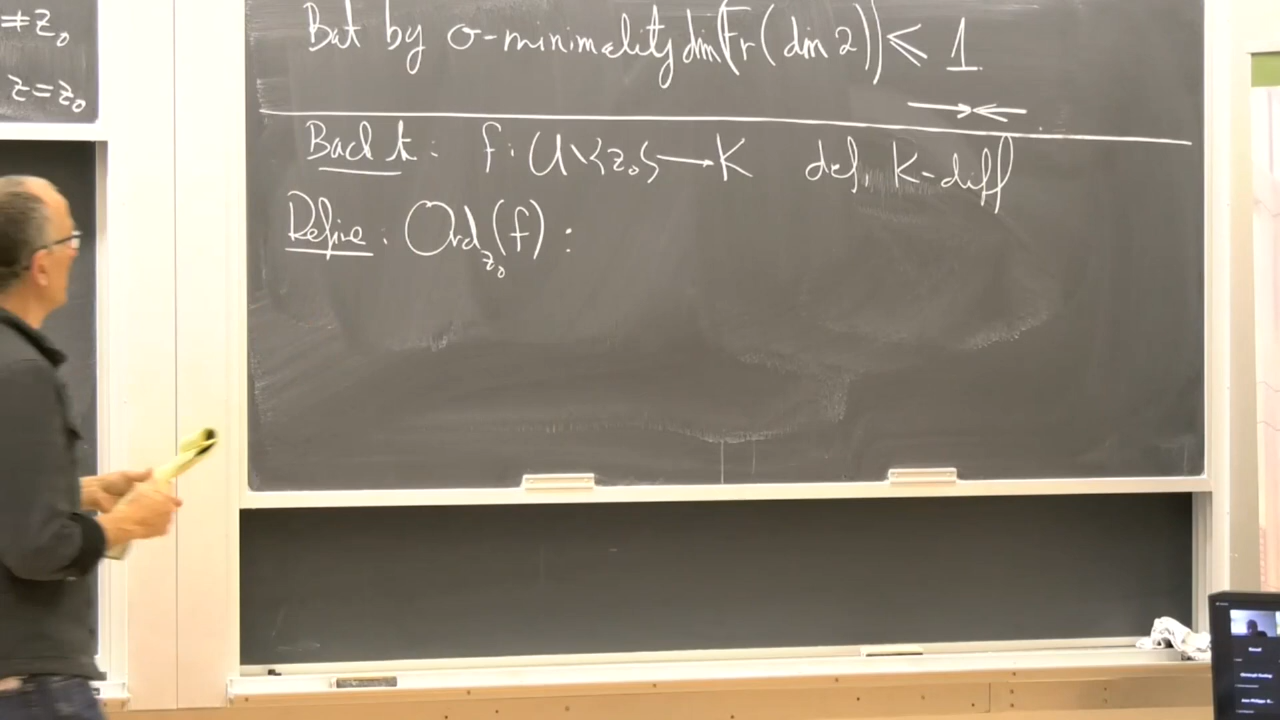 ≠ z₀
z = z₀
But by o-minimality dim(Fr(dim 2)) ≤ 1
→←
Back to: f: U\{z₀} → K def. K-diff
Define: Ord_z₀(f):